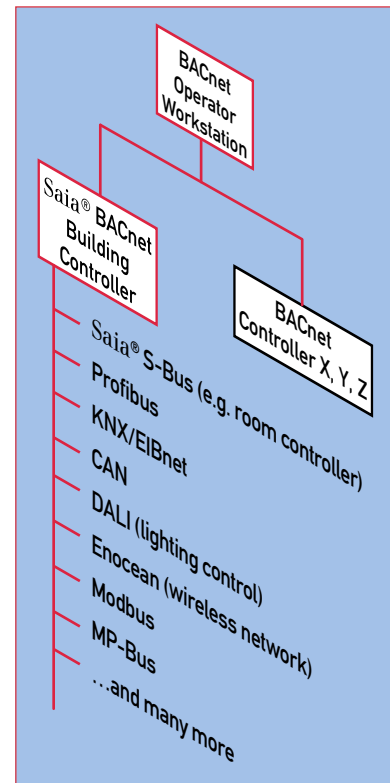 BACnet
Operator
Workstation
Saia® BACnet
Building
Controller
BACnet
Controller X, Y, Z
Saia® S-Bus (e.g. room controller)
Profibus
KNX/EIBnet
CAN
DALI (lighting control)
Enocean (wireless network)
Modbus
MP-Bus
...and many more